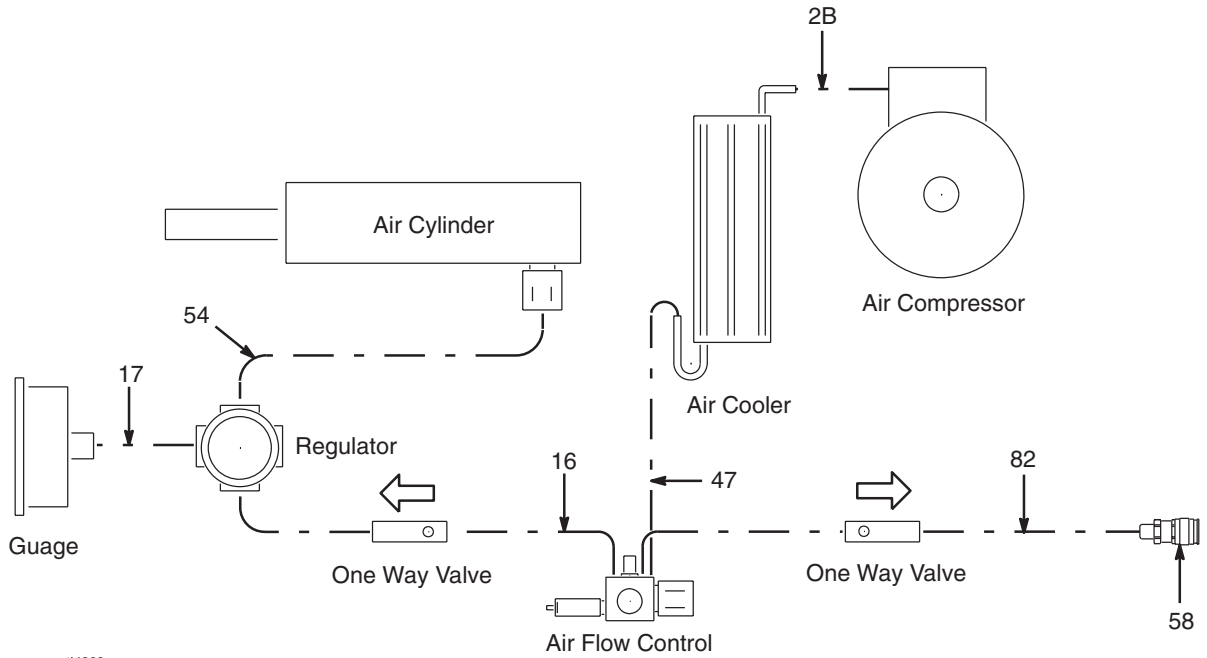 2B
Air Cylinder
Air Compressor
54
17
Air Cooler
Regulator
16
47
82
Guage
One Way Valve
One Way Valve
58
Air Flow Control